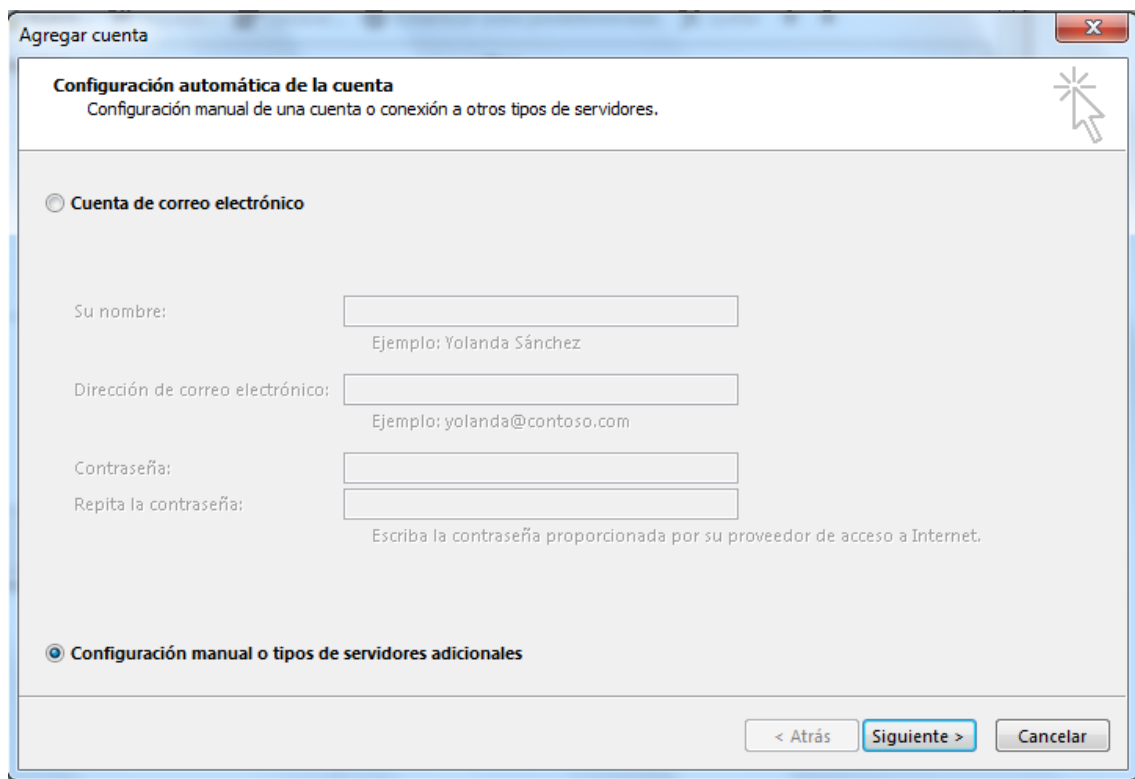 Agregar cuenta
Configuración automática de la cuenta
Configuración manual de una cuenta o conexión a otros tipos de servidores.
Cuenta de correo electrónico
Su nombre:
Ejemplo: Yolanda Sánchez
Dirección de correo electrónico:
Ejemplo: yolanda@contoso.com
Contraseña:
Repita la contraseña:
Escriba la contraseña proporcionada por su proveedor de acceso a Internet.
Configuración manual o tipos de servidores adicionales
< Atrás Siguiente > Cancelar